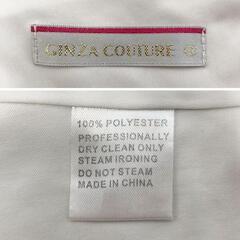 GINZA COUTURE
100% POLYESTER
PROFESSIONALLY
DRY CLEAN ONLY
STEAM IRONING
DO NOT STEAM
MADE IN CHINA